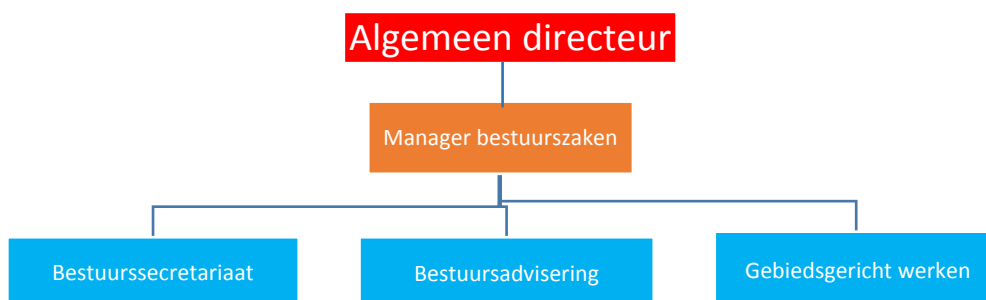 Algemeen directeur
Manager bestuurszaken
Bestuurssecretariaat
Bestuursadvisering
Gebiedsgericht werken